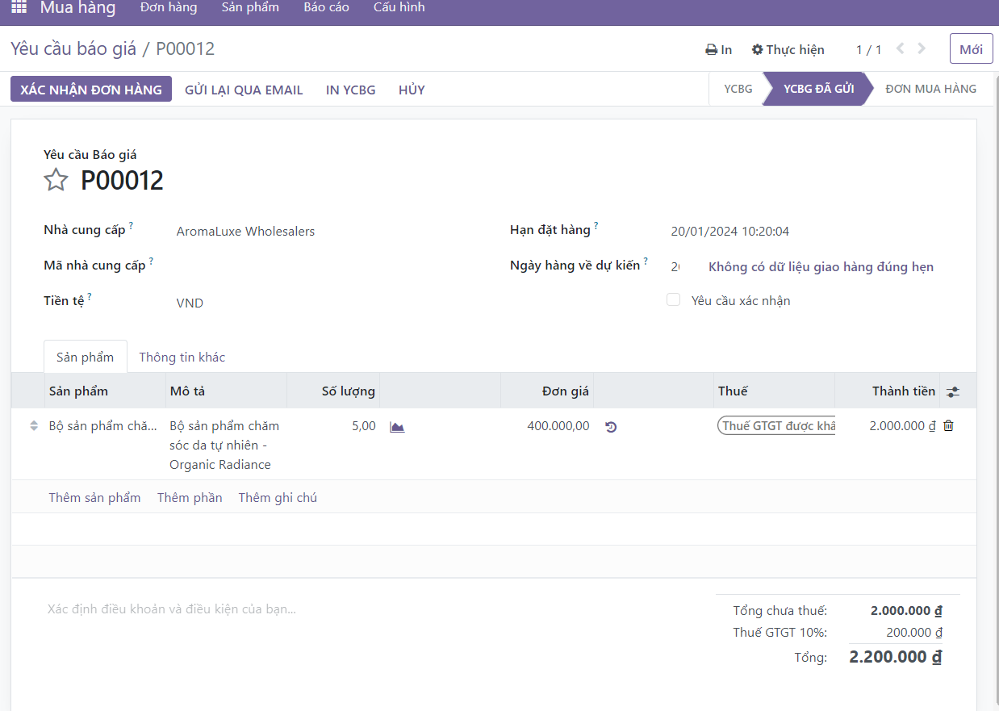 Mua hàng Đơn hàng Sản phẩm Báo cáo Cấu hình
Yêu cầu báo giá / P00012 In Thực hiện 1 / 1 Mới
XÁC NHẬN ĐƠN HÀNG GỬI LẠI QUA EMAIL IN YCBG HỦY YCBG YCBG ĐÃ GỬI ĐƠN MUA HÀNG
Yêu cầu Báo giá
P00012
Nhà cung cấp ? AromaLuxe Wholesalers Hạn đặt hàng ? 20/01/2024 10:20:04
Mã nhà cung cấp ? Ngày hàng về dự kiến ? Không có dữ liệu giao hàng đúng hẹn
Tiền tệ ? VND Yêu cầu xác nhận
Sản phẩm Thông tin khác
Sản phẩm Mô tả Số lượng Đơn giá Thuế Thành tiền
Bộ sản phẩm chă... Bộ sản phẩm chăm 5,00 400.000,00 Thuế GTGT được khấ 2.000.000 ₫
sóc da tự nhiên -
Organic Radiance
Thêm sản phẩm Thêm phần Thêm ghi chú
Xác định điều khoản và điều kiện của bạn... Tổng chưa thuế: 2.000.000 ₫
Thuế GTGT 10%: 200.000 ₫
Tổng: 2.200.000 ₫